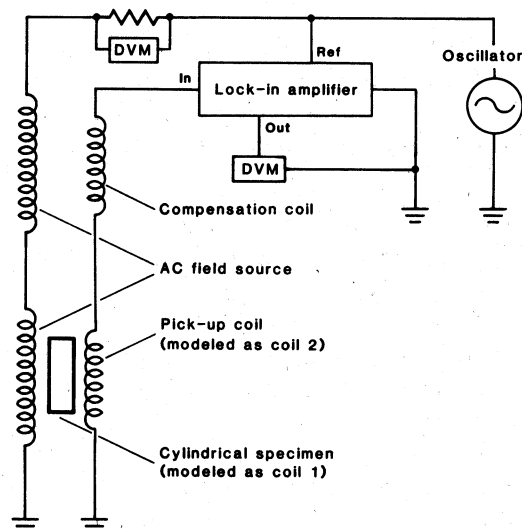 DVM
Ref
Oscillator
In
Lock-in amplifier
Out
DVM
Compensation coil
AC field source
Pick-up coil
(modeled as coil 2)
Cylindrical specimen
(modeled as coil 1)